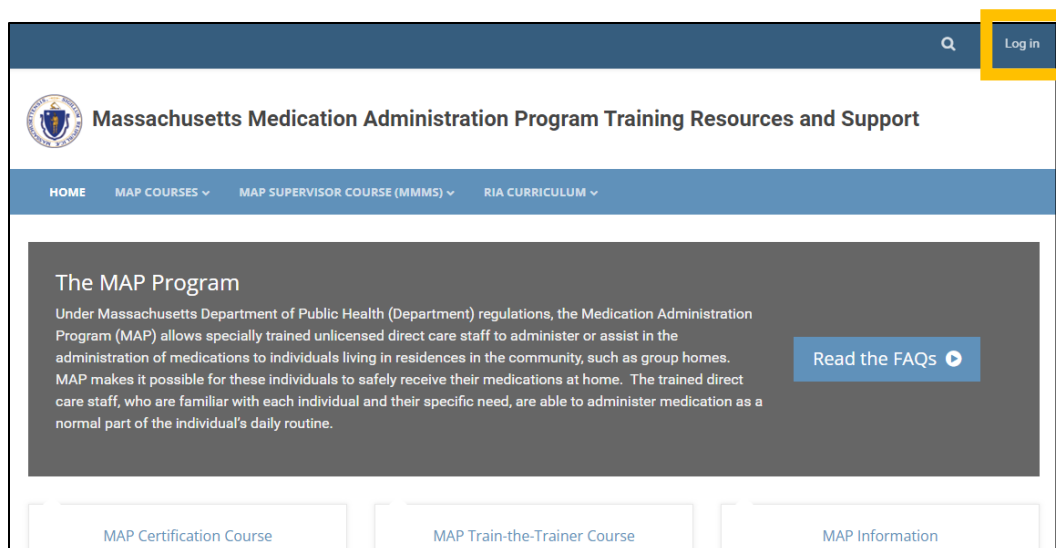 Log in
Massachusetts Medication Administration Program Training Resources and Support
HOME MAP COURSES MAP SUPERVISOR COURSE (MMMS) RIA CURRICULUM
The MAP Program
Under Massachusetts Department of Public Health (Department) regulations, the Medication Administration
Program (MAP) allows specially trained unlicensed direct care staff to administer or assist in the
administration of medications to individuals living in residences in the community, such as group homes.
MAP makes it possible for these individuals to safely receive their medications at home. The trained direct
care staff, who are familiar with each individual and their specific need, are able to administer medication as a
normal part of the individual's daily routine.
Read the FAQs
MAP Certification Course
MAP Train-the-Trainer Course
MAP Information